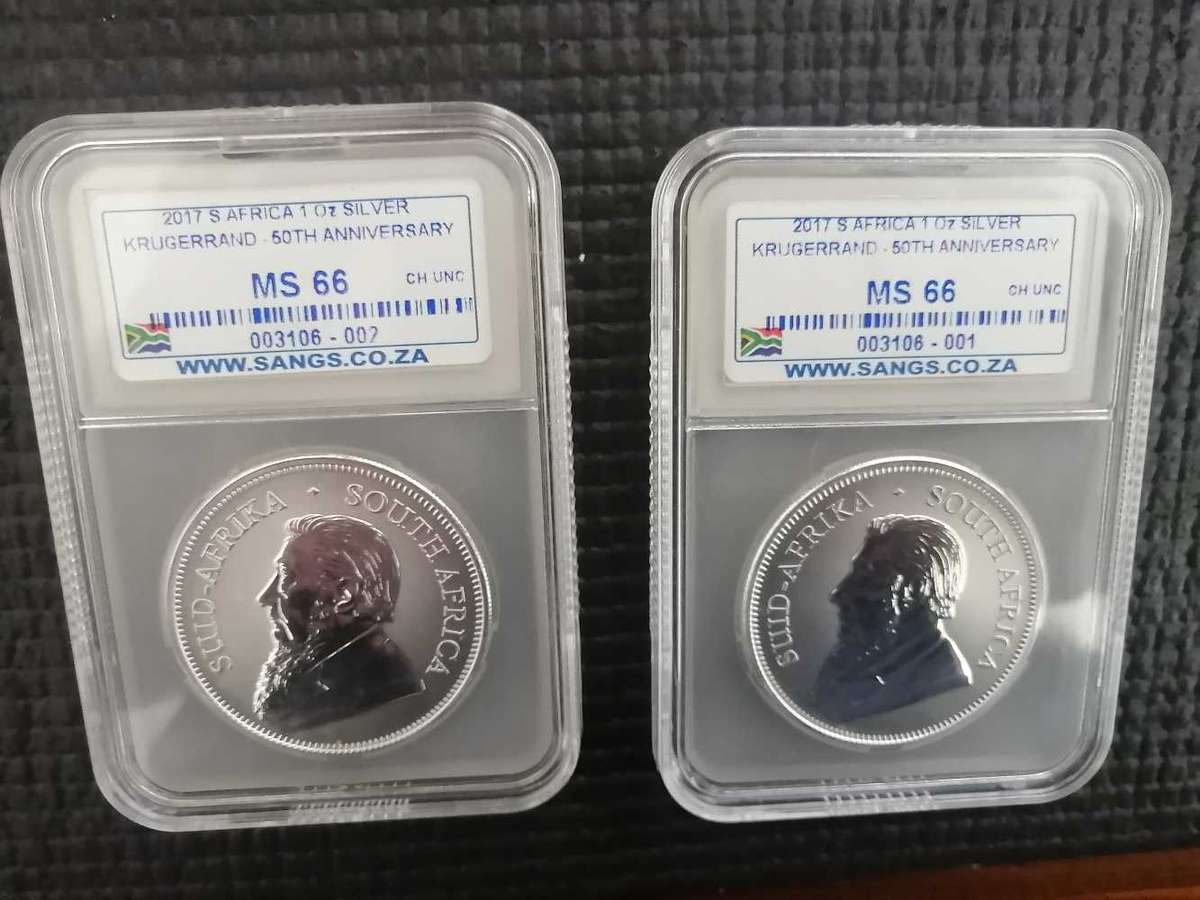 2017 S AFRICA 1 Oz SILVER
KRUGERRAND - 50TH ANNIVERSARY
MS 66
CH UNC
003106 - 002
WWW.SANGS.CO.ZA
SUID-AFRIKA · SOUTH AFRICA
2017 S AFRICA 1 Oz SILVER
KRUGERRAND - 50TH ANNIVERSARY
MS 66
CH UNC
003106 - 001
WWW.SANGS.CO.ZA
SUID-AFRIKA · SOUTH AFRICA